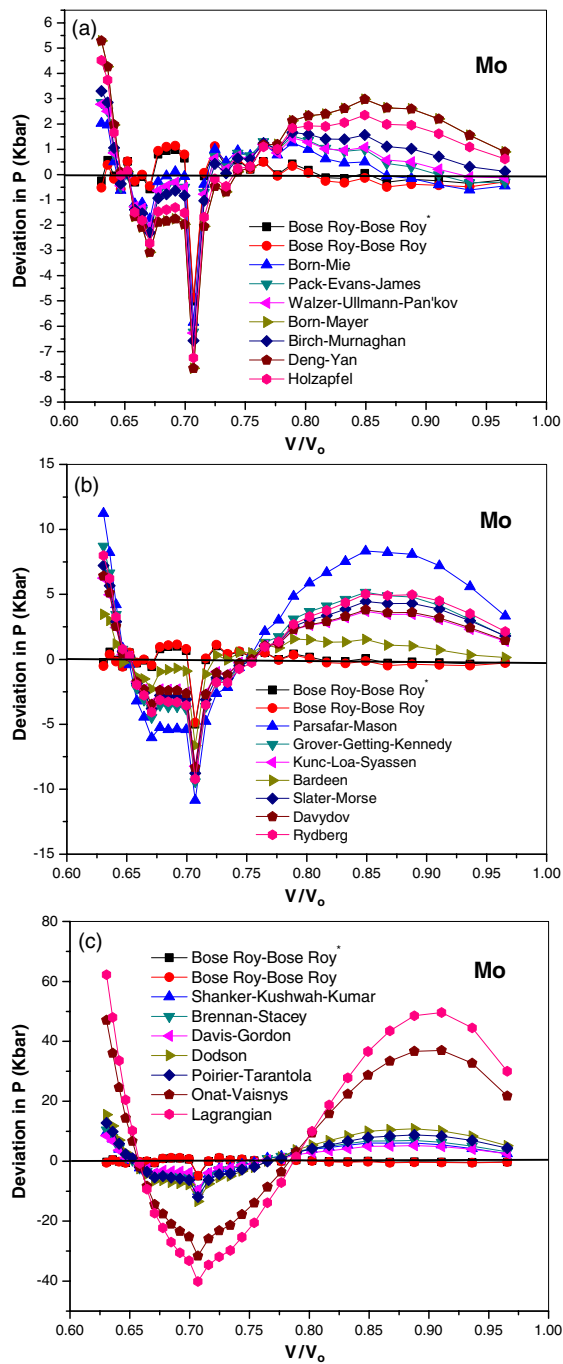 (a)
Mo
Deviation in P (Kbar)
6
5
4
3
2
1
0
-1
-2
-3
-4
-5
-6
-7
-8
-9
Bose Roy-Bose Roy*
Bose Roy-Bose Roy
Born-Mie
Pack-Evans-James
Walzer-Ullmann-Pan'kov
Born-Mayer
Birch-Murnaghan
Deng-Yan
Holzapfel
0.60 0.65 0.70 0.75 0.80 0.85 0.90 0.95 1.00
V/Vo
(b)
Mo
Deviation in P (Kbar)
15
10
5
0
-5
-10
-15
Bose Roy-Bose Roy*
Bose Roy-Bose Roy
Parsafar-Mason
Grover-Getting-Kennedy
Kunc-Loa-Syassen
Bardeen
Slater-Morse
Davydov
Rydberg
0.60 0.65 0.70 0.75 0.80 0.85 0.90 0.95 1.00
V/Vo
(c)
Mo
Deviation in P (Kbar)
80
60
40
20
0
-20
-40
Bose Roy-Bose Roy*
Bose Roy-Bose Roy
Shanker-Kushwah-Kumar
Brennan-Stacey
Davis-Gordon
Dodson
Poirier-Tarantola
Onat-Vaisnys
Lagrangian
0.60 0.65 0.70 0.75 0.80 0.85 0.90 0.95 1.00
V/Vo